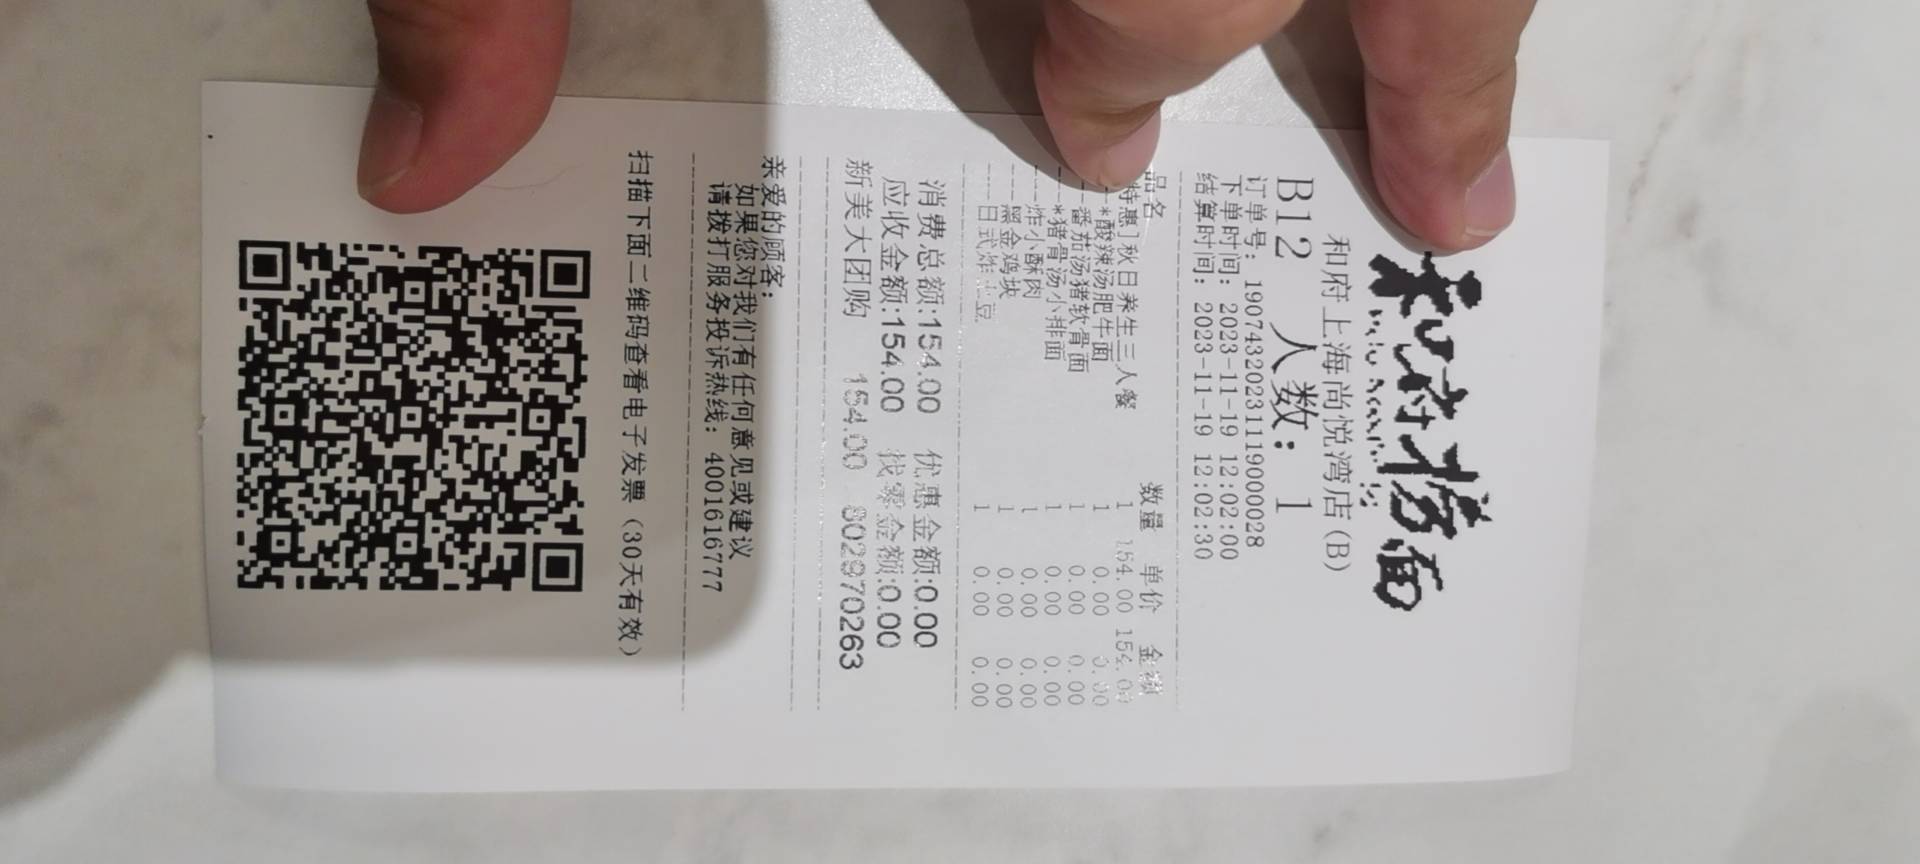 和府捞面
和府上海尚悦湾店(B)
B12 人数: 1
订单号: 19074320231119000028
下单时间: 2023-11-19 12:02:00
结算时间: 2023-11-19 12:02:30
品名 数量 单价 金额
特惠]秋日养生三人餐 1 154.00 154.00
*酸辣汤肥牛面 1 0.00 0.00
番茄汤猪软骨面 1 0.00 0.00
*猪骨汤小排面 1 0.00 0.00
炸小酥肉 1 0.00 0.00
黑金鸡块 1 0.00 0.00
日式炸土豆 1 0.00 0.00
消费总额:154.00 优惠金额:0.00
应收金额:154.00 找零金额:0.00
新美大团购 154.00 802970263
亲爱的顾客:
如果您对我们有任何意见或建议
请拨打服务投诉热线: 4001616777
扫描下面二维码查看电子发票(30天有效)